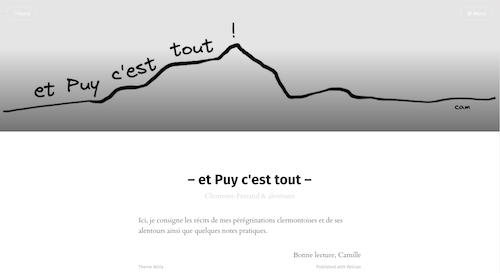 et Puy c'est tout !
cam
– et Puy c'est tout –
Clermont-Ferrand & alentours
Ici, je consigne les récits de mes pérégrinations clermontoises et de ses
alentours ainsi que quelques notes pratiques.
Bonne lecture, Camille
Theme Attila
Published with Pelican